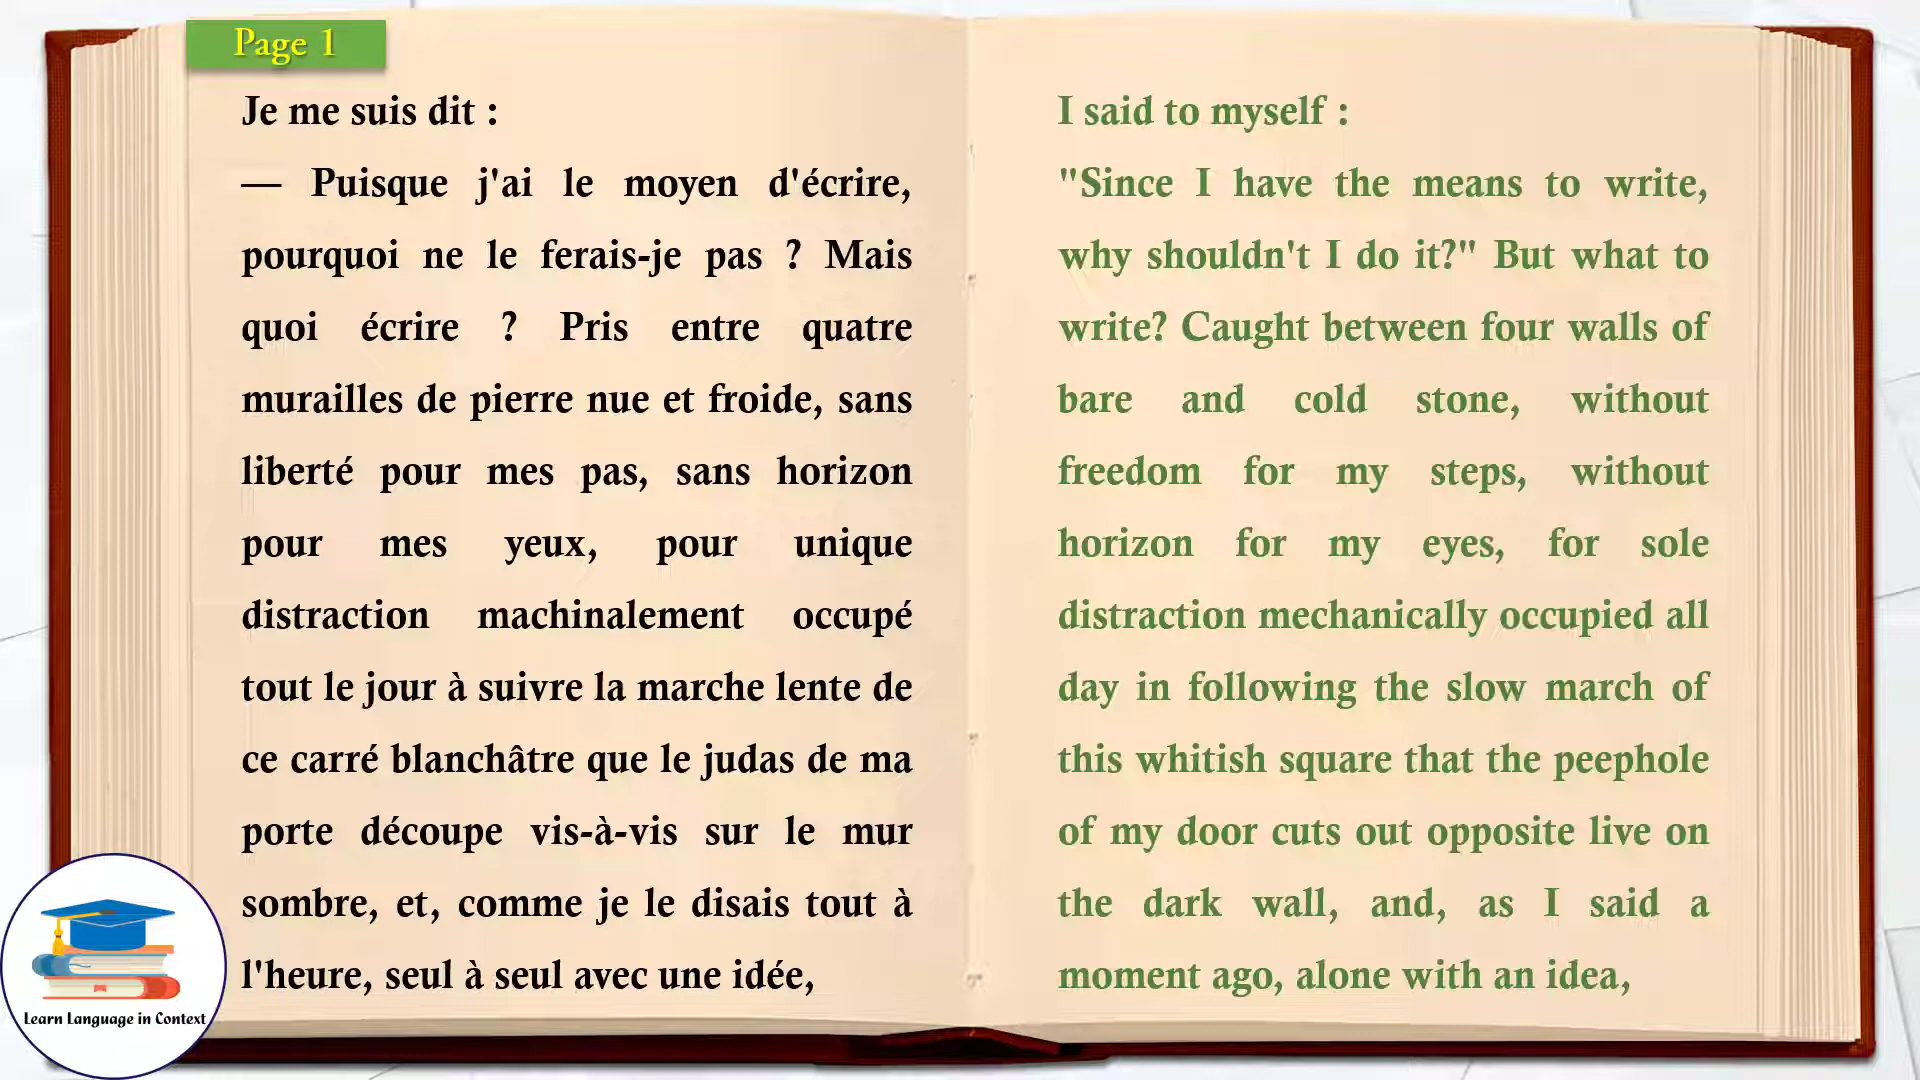 Page 1
Je me suis dit :
— Puisque j'ai le moyen d'écrire,
pourquoi ne le ferais-je pas ? Mais
quoi écrire ? Pris entre quatre
murailles de pierre nue et froide, sans
liberté pour mes pas, sans horizon
pour mes yeux, pour unique
distraction machinalement occupé
tout le jour à suivre la marche lente de
ce carré blanchâtre que le judas de ma
porte découpe vis-à-vis sur le mur
sombre, et, comme je le disais tout à
l'heure, seul à seul avec une idée,
I said to myself :
"Since I have the means to write,
why shouldn't I do it?" But what to
write? Caught between four walls of
bare and cold stone, without
freedom for my steps, without
horizon for my eyes, for sole
distraction mechanically occupied all
day in following the slow march of
this whitish square that the peephole
of my door cuts out opposite live on
the dark wall, and, as I said a
moment ago, alone with an idea,
Learn Language in Context